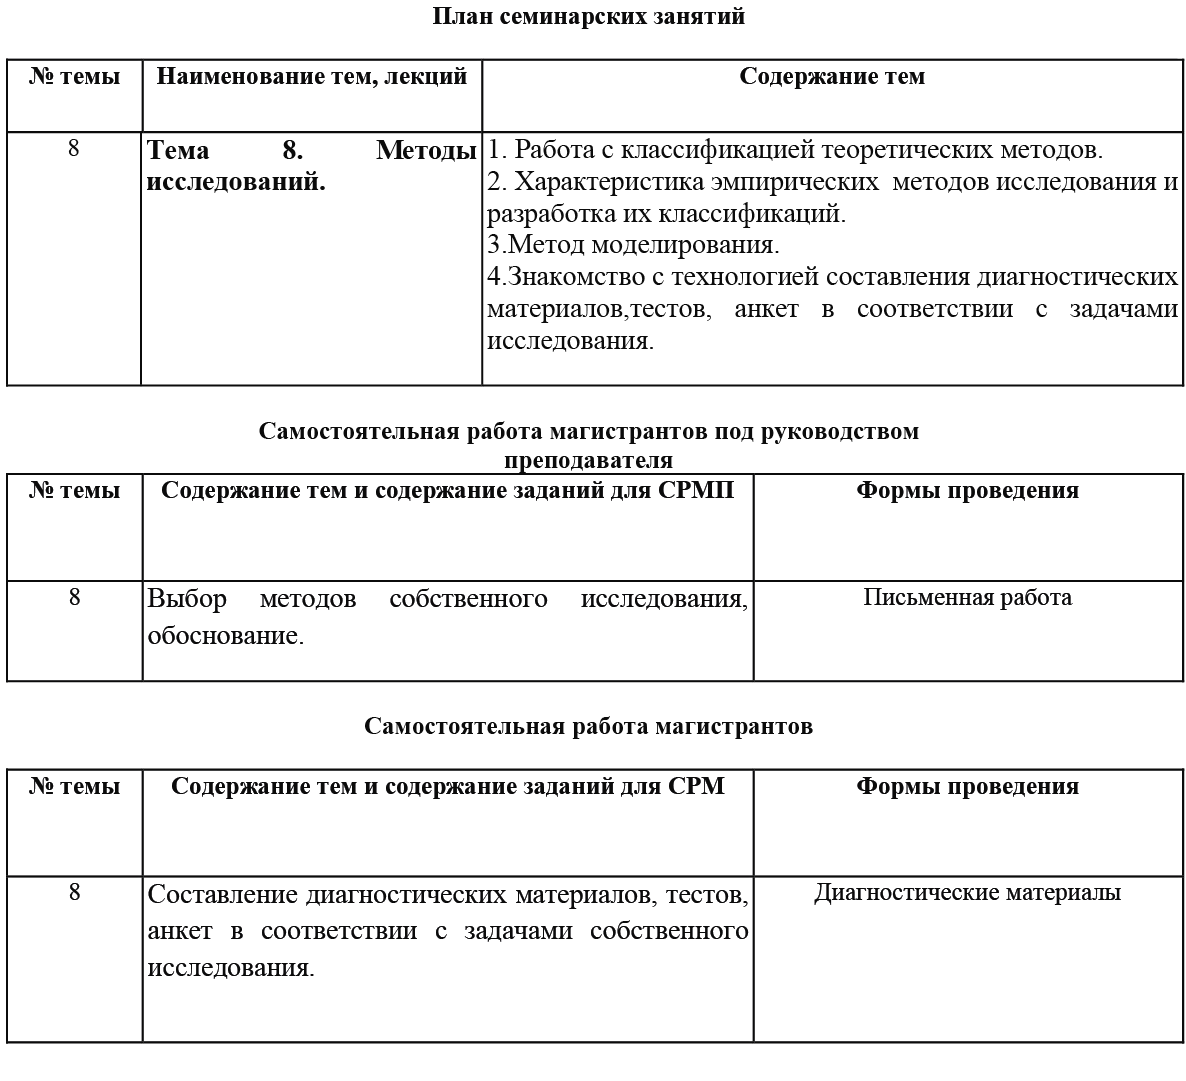 План семинарских занятий
№ темы Наименование тем, лекций Содержание тем
8 Тема 8. Методы исследований.
1. Работа с классификацией теоретических методов.
2. Характеристика эмпирических методов исследования и
разработка их классификаций.
3.Метод моделирования.
4.Знакомство с технологией составления диагностических
материалов,тестов, анкет в соответствии с задачами
исследования.
Самостоятельная работа магистрантов под руководством
преподавателя
№ темы Содержание тем и содержание заданий для СРМП Формы проведения
8 Выбор методов собственного исследования, Письменная работа
обоснование.
Самостоятельная работа магистрантов
№ темы Содержание тем и содержание заданий для СРМ Формы проведения
8 Составление диагностических материалов, тестов, Диагностические материалы
анкет в соответствии с задачами собственного
исследования.